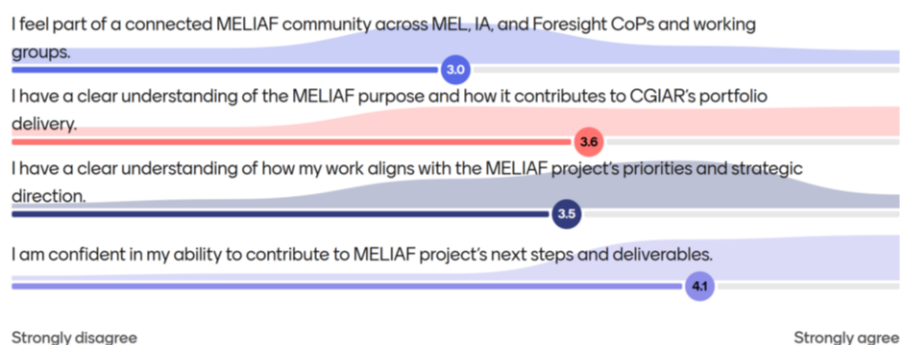 I feel part of a connected MELIAF community across MEL, IA, and Foresight CoPs and working
groups.
3.0
I have a clear understanding of the MELIAF purpose and how it contributes to CGIAR's portfolio
delivery.
3.6
I have a clear understanding of how my work aligns with the MELIAF project's priorities and strategic
direction.
3.5
I am confident in my ability to contribute to MELIAF project's next steps and deliverables.
4.1
Strongly disagree Strongly agree